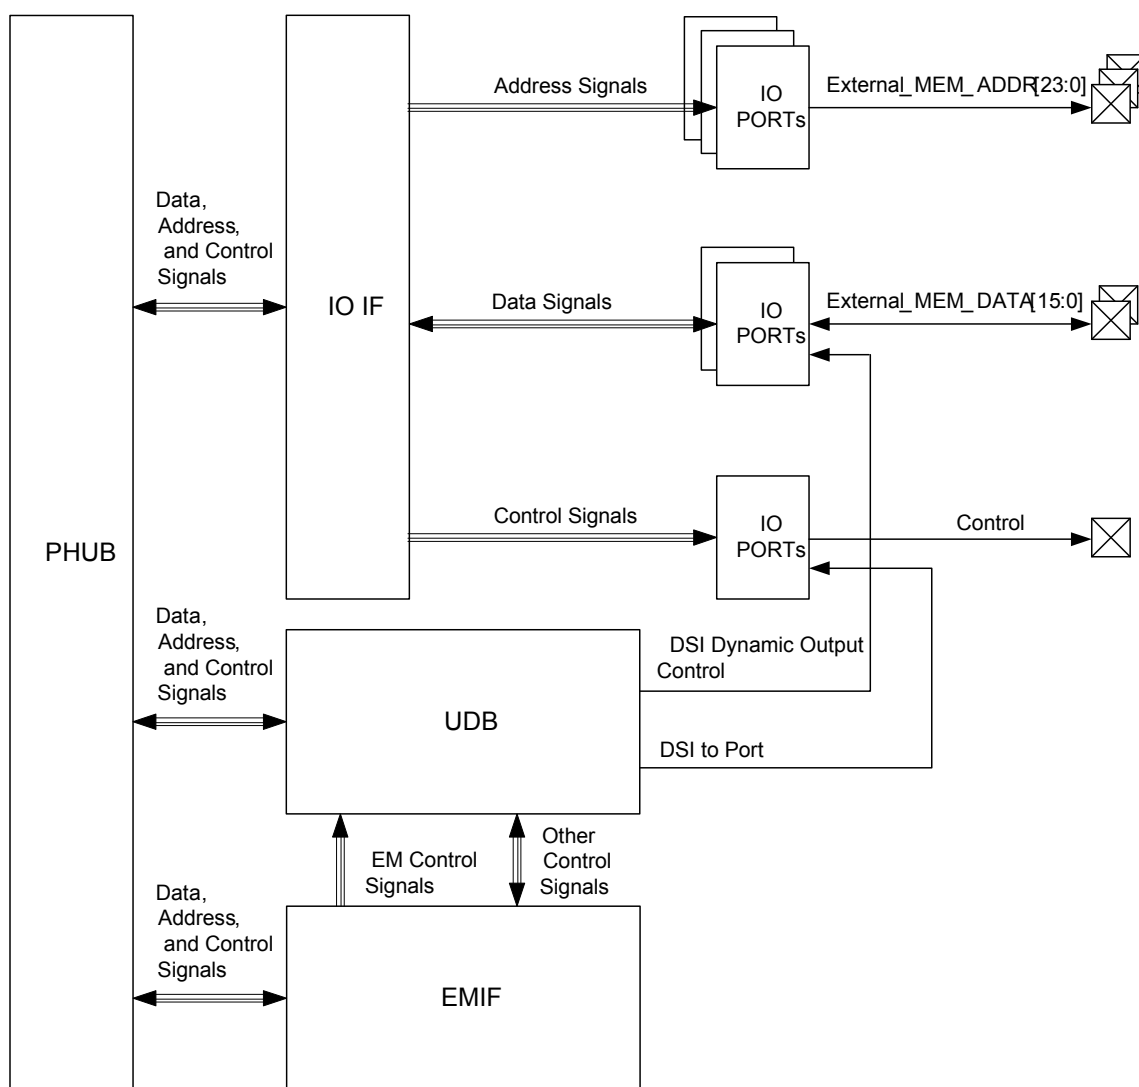 Address Signals
IO
PORTs
External_MEM_ADDR[23:0]
Data,
Address,
and Control
Signals
IO IF
Data Signals
IO
PORTs
External_MEM_DATA[15:0]
Control Signals
IO
PORTs
Control
PHUB
Data,
Address,
and Control
Signals
UDB
DSI Dynamic Output
Control
DSI to Port
EM Control
Signals
Other
Control
Signals
Data,
Address,
and Control
Signals
EMIF